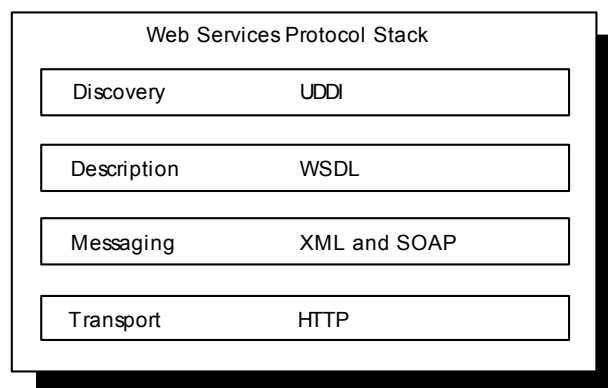 Web Services Protocol Stack
Discovery UDDI
Description WSDL
Messaging XML and SOAP
Transport HTTP